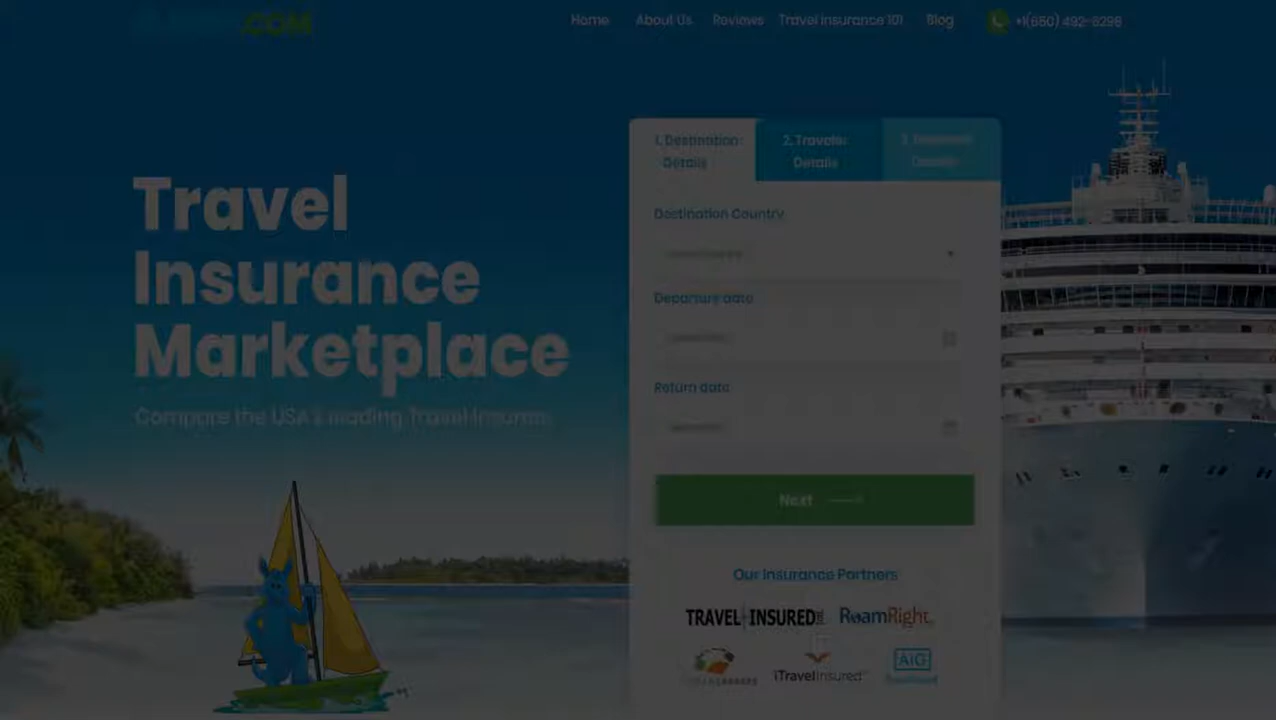 .COM
Home About Us Reviews Travel Insurance 101 Blog +1(650) 492-6298
1. Destination
Details
2. Traveler
Details
Travel
Insurance
Marketplace
Compare the USA's leading Travel Insurance
Destination Country
Departure date
Return date
Next
Our Insurance Partners
TRAVEL INSURED
RoamRight
iTravelInsured
AIG